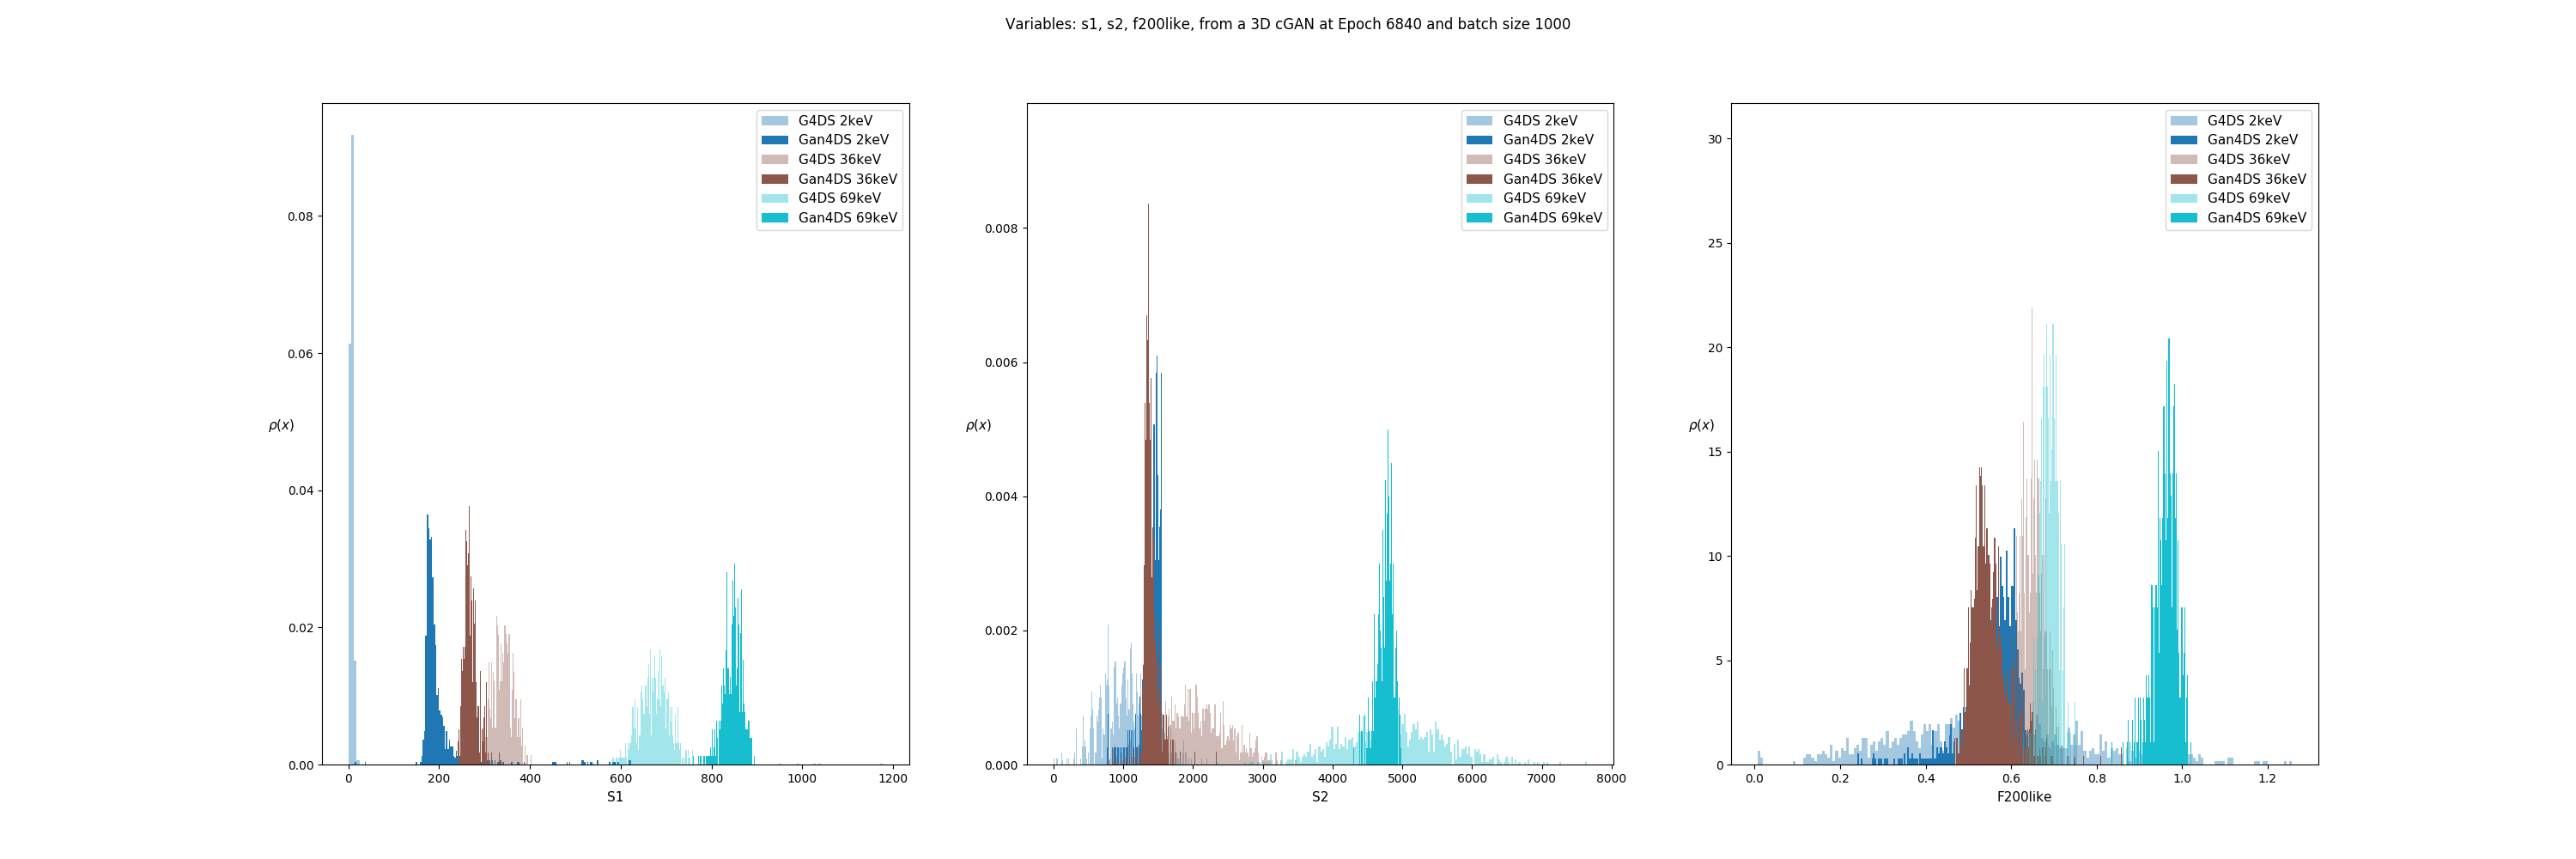 Variables: s1, s2, f200like, from a 3D cGAN at Epoch 6840 and batch size 1000
G4DS 2keV
Gan4DS 2keV
G4DS 36keV
Gan4DS 36keV
G4DS 69keV
Gan4DS 69keV
0.08
0.06
ρ(x)
0.04
0.02
0.00
0 200 400 600 800 1000 1200
S1
G4DS 2keV
Gan4DS 2keV
G4DS 36keV
Gan4DS 36keV
G4DS 69keV
Gan4DS 69keV
0.008
0.006
ρ(x)
0.004
0.002
0.000
0 1000 2000 3000 4000 5000 6000 7000 8000
S2
G4DS 2keV
Gan4DS 2keV
G4DS 36keV
Gan4DS 36keV
G4DS 69keV
Gan4DS 69keV
30
25
20
ρ(x)
15
10
5
0
0.0 0.2 0.4 0.6 0.8 1.0 1.2
F200like